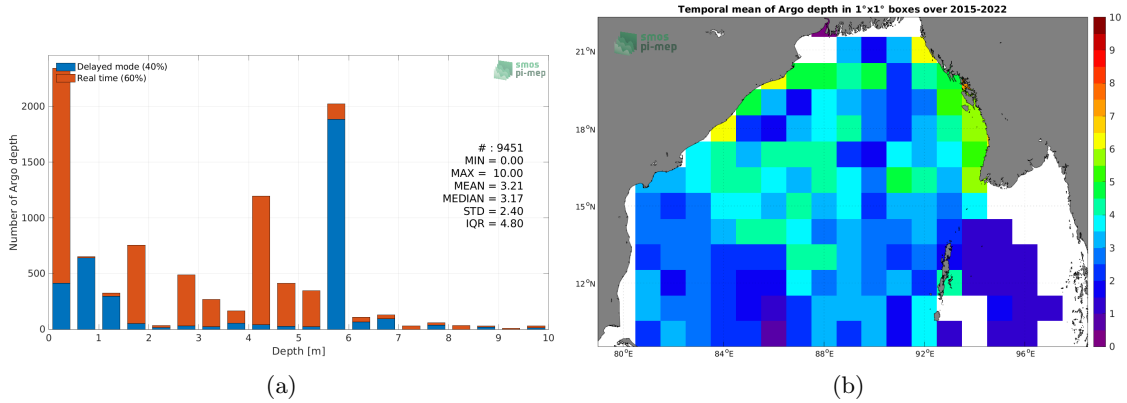 smos
pi-mep
Delayed mode (40%)
Real time (60%)
# : 9451
MIN = 0.00
MAX = 10.00
MEAN = 3.21
MEDIAN = 3.17
STD = 2.40
IQR = 4.80
Number of Argo depth
2000
1500
1000
500
0
0 1 2 3 4 5 6 7 8 9 10
Depth [m]
(a)
Temporal mean of Argo depth in 1°x1° boxes over 2015-2022
smos
pi-mep
21°N
18°N
15°N
12°N
80°E 84°E 88°E 92°E 96°E
10
9
8
7
6
5
4
3
2
1
0
(b)